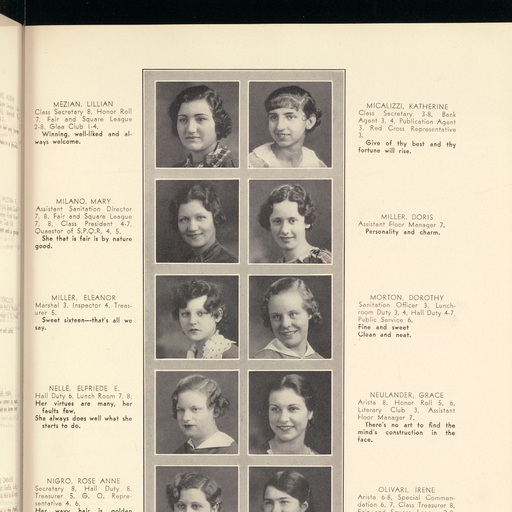 MEZIAN, LILLIAN
Class Secretary 8, Honor Roll
7, Fair and Square League
2-8, Glee Club 1-4.
Winning, well-liked and al-
ways welcome.
MICALIZZI, KATHERINE
Class Secretary 3-8, Bank
Agent 3, 4, Publication Agent
3, Red Cross Representative
3.
Give of thy best and thy
fortune will rise.
MILANO, MARY
Assistant Sanitation Director
7, 8, Fair and Square League
7, 8, Class President 4-7,
Quaestor of S.P.Q.R. 4, 5.
She that is fair is by nature
good.
MILLER, DORIS
Assistant Floor Manager 7.
Personality and charm.
MILLER, ELEANOR
Marshal 3, Inspector 4, Treas-
urer 5.
Sweet sixteen—that's all we
say.
MORTON, DOROTHY
Sanitation Officer 3, Lunch-
room Duty 3, 4, Hall Duty 4-7,
Public Service 6.
Fine and sweet
Clean and neat.
NELLE, ELFRIEDE E.
Hall Duty 6, Lunch Room 7, 8.
Her virtues are many, her
faults few,
She always does well what she
starts to do.
NEULANDER, GRACE
Arista 8, Honor Roll 5, 6,
Literary Club 3, Assistant
Floor Manager 7.
There's no art to find the
mind's construction in the
face.
NIGRO, ROSE ANNE
Secretary 8, Hall Duty 8,
Treasurer 5, G. O. Repre-
sentative 4, 6.
Her wavy hair is golden
OLIVARI, IRENE
Arista 6-8, Special Commen-
dation 6, 7, Class Treasurer 8,